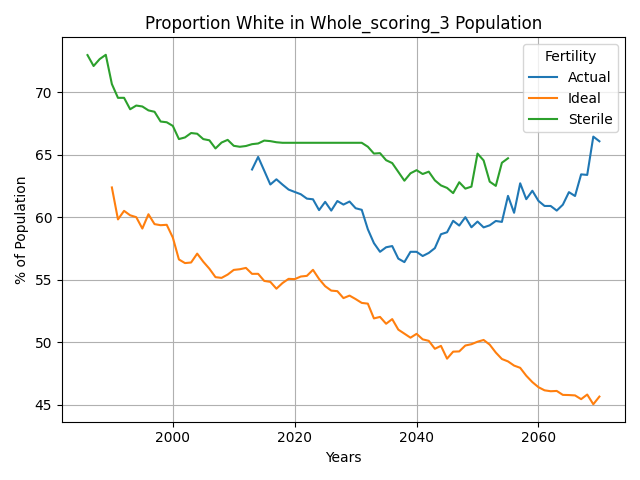 Proportion White in Whole_scoring_3 Population
Fertility
Actual
Ideal
Sterile
% of Population
70
65
60
55
50
45
2000
2020
2040
2060
Years